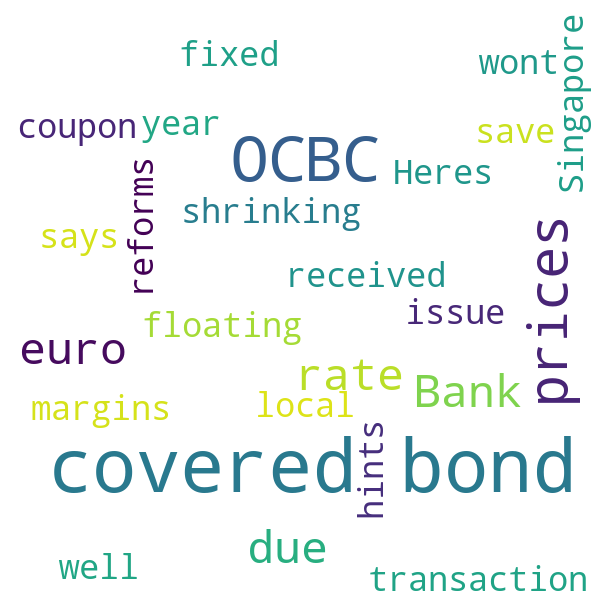 fixed
wont
Singapore
coupon
year
save
OCBC
Heres
reforms
shrinking
says
prices
received
issue
floating
euro
rate
Bank
margins
local
hints
covered bond
due
well
transaction